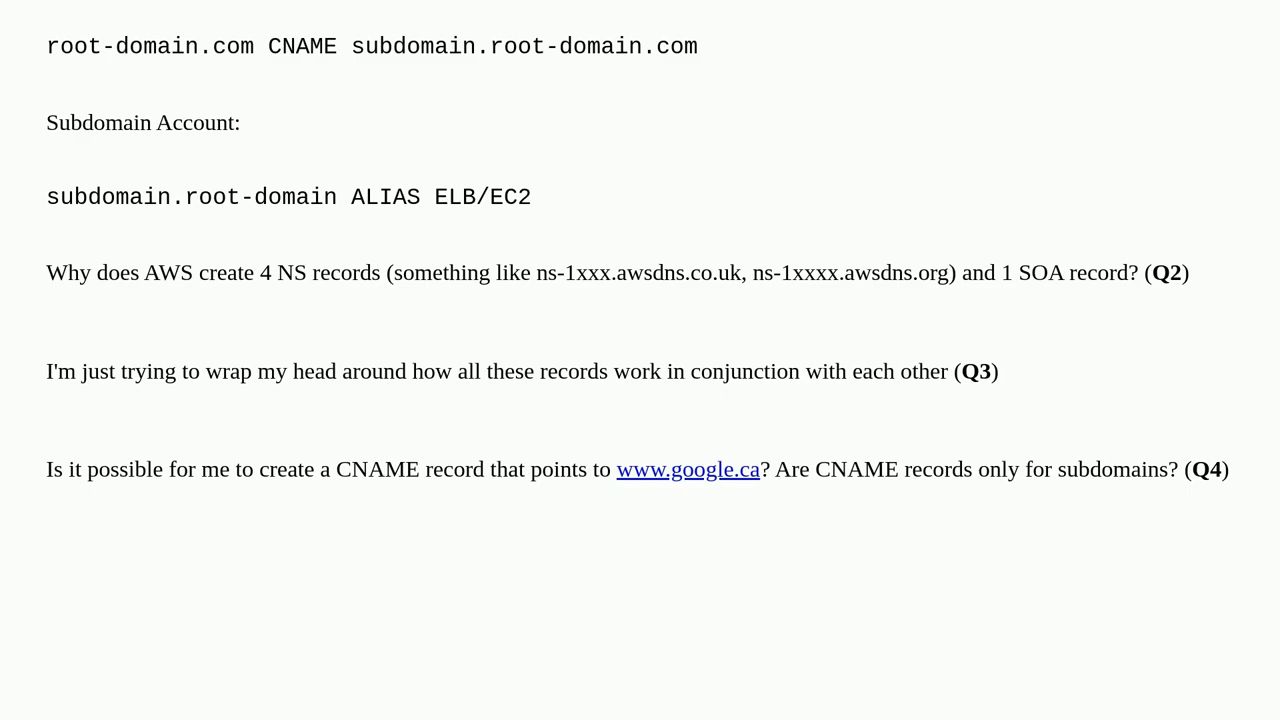 root-domain.com CNAME subdomain.root-domain.com
Subdomain Account:
subdomain.root-domain ALIAS ELB/EC2
Why does AWS create 4 NS records (something like ns-1xxx.awsdns.co.uk, ns-1xxxx.awsdns.org) and 1 SOA record? (Q2)
I'm just trying to wrap my head around how all these records work in conjunction with each other (Q3)
Is it possible for me to create a CNAME record that points to www.google.ca? Are CNAME records only for subdomains? (Q4)